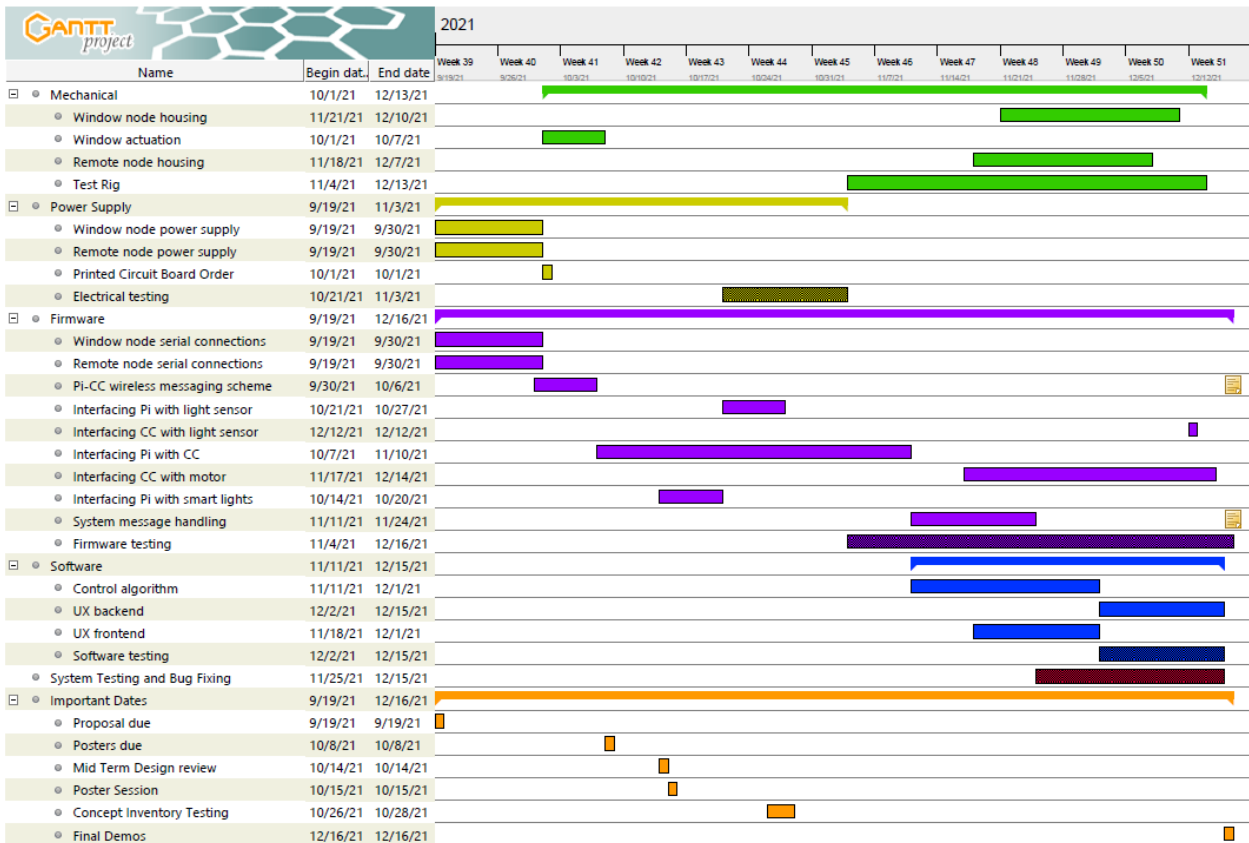 GANTT project
2021
Week 39 Week 40 Week 41 Week 42 Week 43 Week 44 Week 45 Week 46 Week 47 Week 48 Week 49 Week 50 Week 51
Name Begin dat.. End date 9/19/21 9/26/21 10/3/21 10/10/21 10/17/21 10/24/21 10/31/21 11/7/21 11/14/21 11/21/21 11/28/21 12/5/21 12/12/21
Mechanical 10/1/21 12/13/21
Window node housing 11/21/21 12/10/21
Window actuation 10/1/21 10/7/21
Remote node housing 11/18/21 12/7/21
Test Rig 11/4/21 12/13/21
Power Supply 9/19/21 11/3/21
Window node power supply 9/19/21 9/30/21
Remote node power supply 9/19/21 9/30/21
Printed Circuit Board Order 10/1/21 10/1/21
Electrical testing 10/21/21 11/3/21
Firmware 9/19/21 12/16/21
Window node serial connections 9/19/21 9/30/21
Remote node serial connections 9/19/21 9/30/21
Pi-CC wireless messaging scheme 9/30/21 10/6/21
Interfacing Pi with light sensor 10/21/21 10/27/21
Interfacing CC with light sensor 12/12/21 12/12/21
Interfacing Pi with CC 10/7/21 11/10/21
Interfacing CC with motor 11/17/21 12/14/21
Interfacing Pi with smart lights 10/14/21 10/20/21
System message handling 11/11/21 11/24/21
Firmware testing 11/4/21 12/16/21
Software 11/11/21 12/15/21
Control algorithm 11/11/21 12/1/21
UX backend 12/2/21 12/15/21
UX frontend 11/18/21 12/1/21
Software testing 12/2/21 12/15/21
System Testing and Bug Fixing 11/25/21 12/15/21
Important Dates 9/19/21 12/16/21
Proposal due 9/19/21 9/19/21
Posters due 10/8/21 10/8/21
Mid Term Design review 10/14/21 10/14/21
Poster Session 10/15/21 10/15/21
Concept Inventory Testing 10/26/21 10/28/21
Final Demos 12/16/21 12/16/21